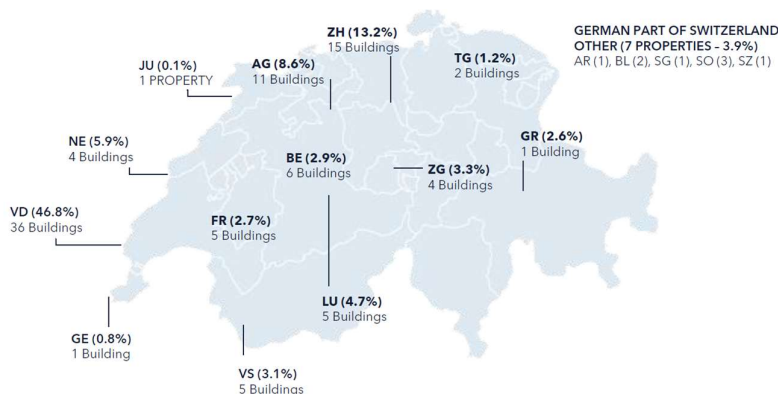 ZH (13.2%)
15 Buildings
GERMAN PART OF SWITZERLAND
OTHER (7 PROPERTIES – 3.9%)
AR (1), BL (2), SG (1), SO (3), SZ (1)
JU (0.1%)
1 PROPERTY
AG (8.6%)
11 Buildings
TG (1.2%)
2 Buildings
NE (5.9%)
4 Buildings
BE (2.9%)
6 Buildings
ZG (3.3%)
4 Buildings
GR (2.6%)
1 Building
VD (46.8%)
36 Buildings
FR (2.7%)
5 Buildings
LU (4.7%)
5 Buildings
GE (0.8%)
1 Building
VS (3.1%)
5 Buildings